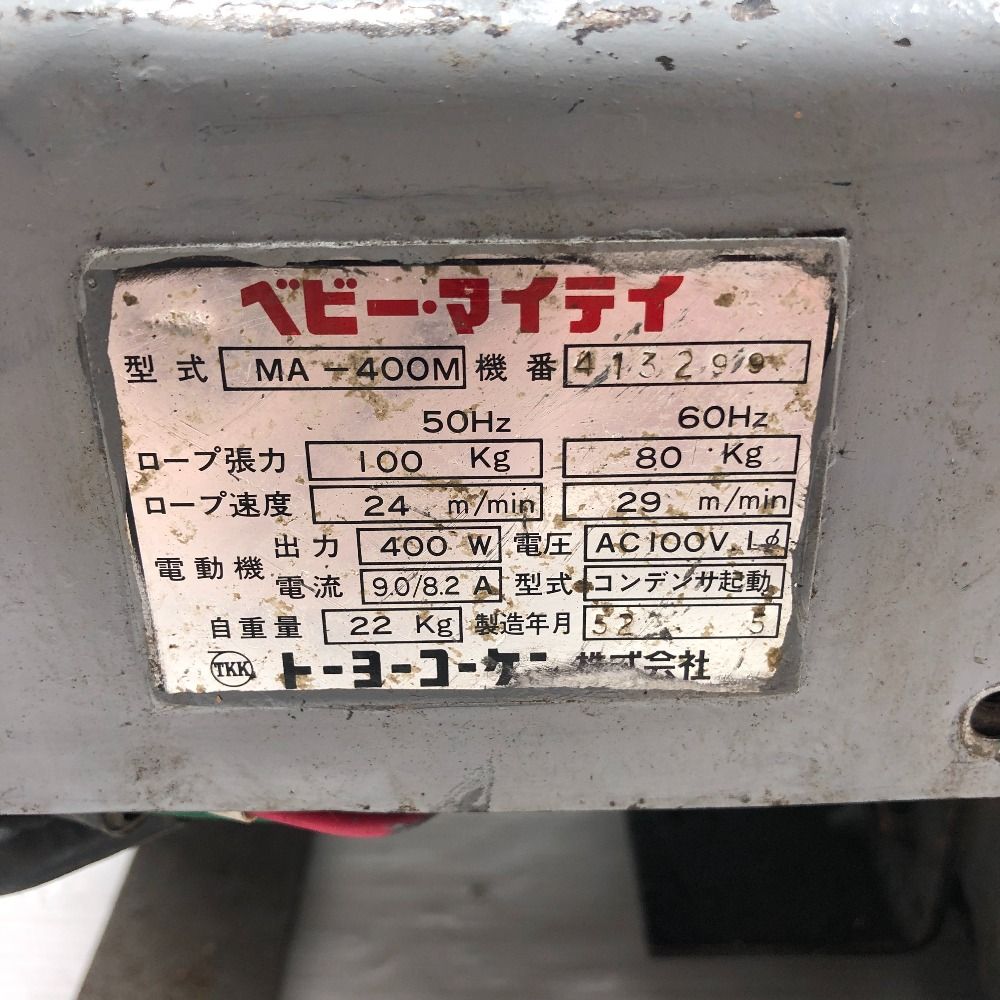 ベビー・マイティ
型式 MA-400M 機番 413299
50Hz 60Hz
ロープ張力 100 Kg 80 Kg
ロープ速度 24 m/min 29 m/min
電動機 出力 400 W 電圧 AC100V.1φ
電流 9.0/8.2 A 型式 コンデンサ起動
自重量 22 Kg 製造年月 52 5
TKK トーヨーコーケン 株式会社